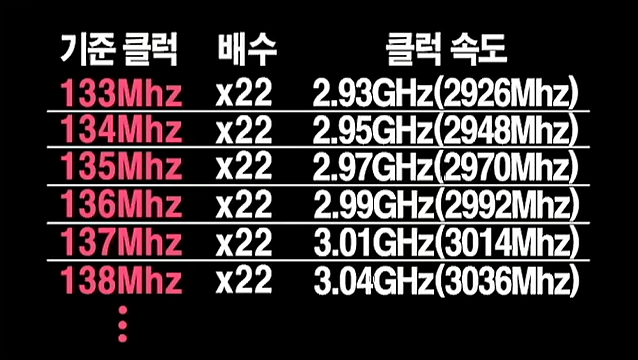 기준 클럭 배수 클럭 속도
133Mhz x22 2.93GHz(2926Mhz)
134Mhz x22 2.95GHz(2948Mhz)
135Mhz x22 2.97GHz(2970Mhz)
136Mhz x22 2.99GHz(2992Mhz)
137Mhz x22 3.01GHz(3014Mhz)
138Mhz x22 3.04GHz(3036Mhz)